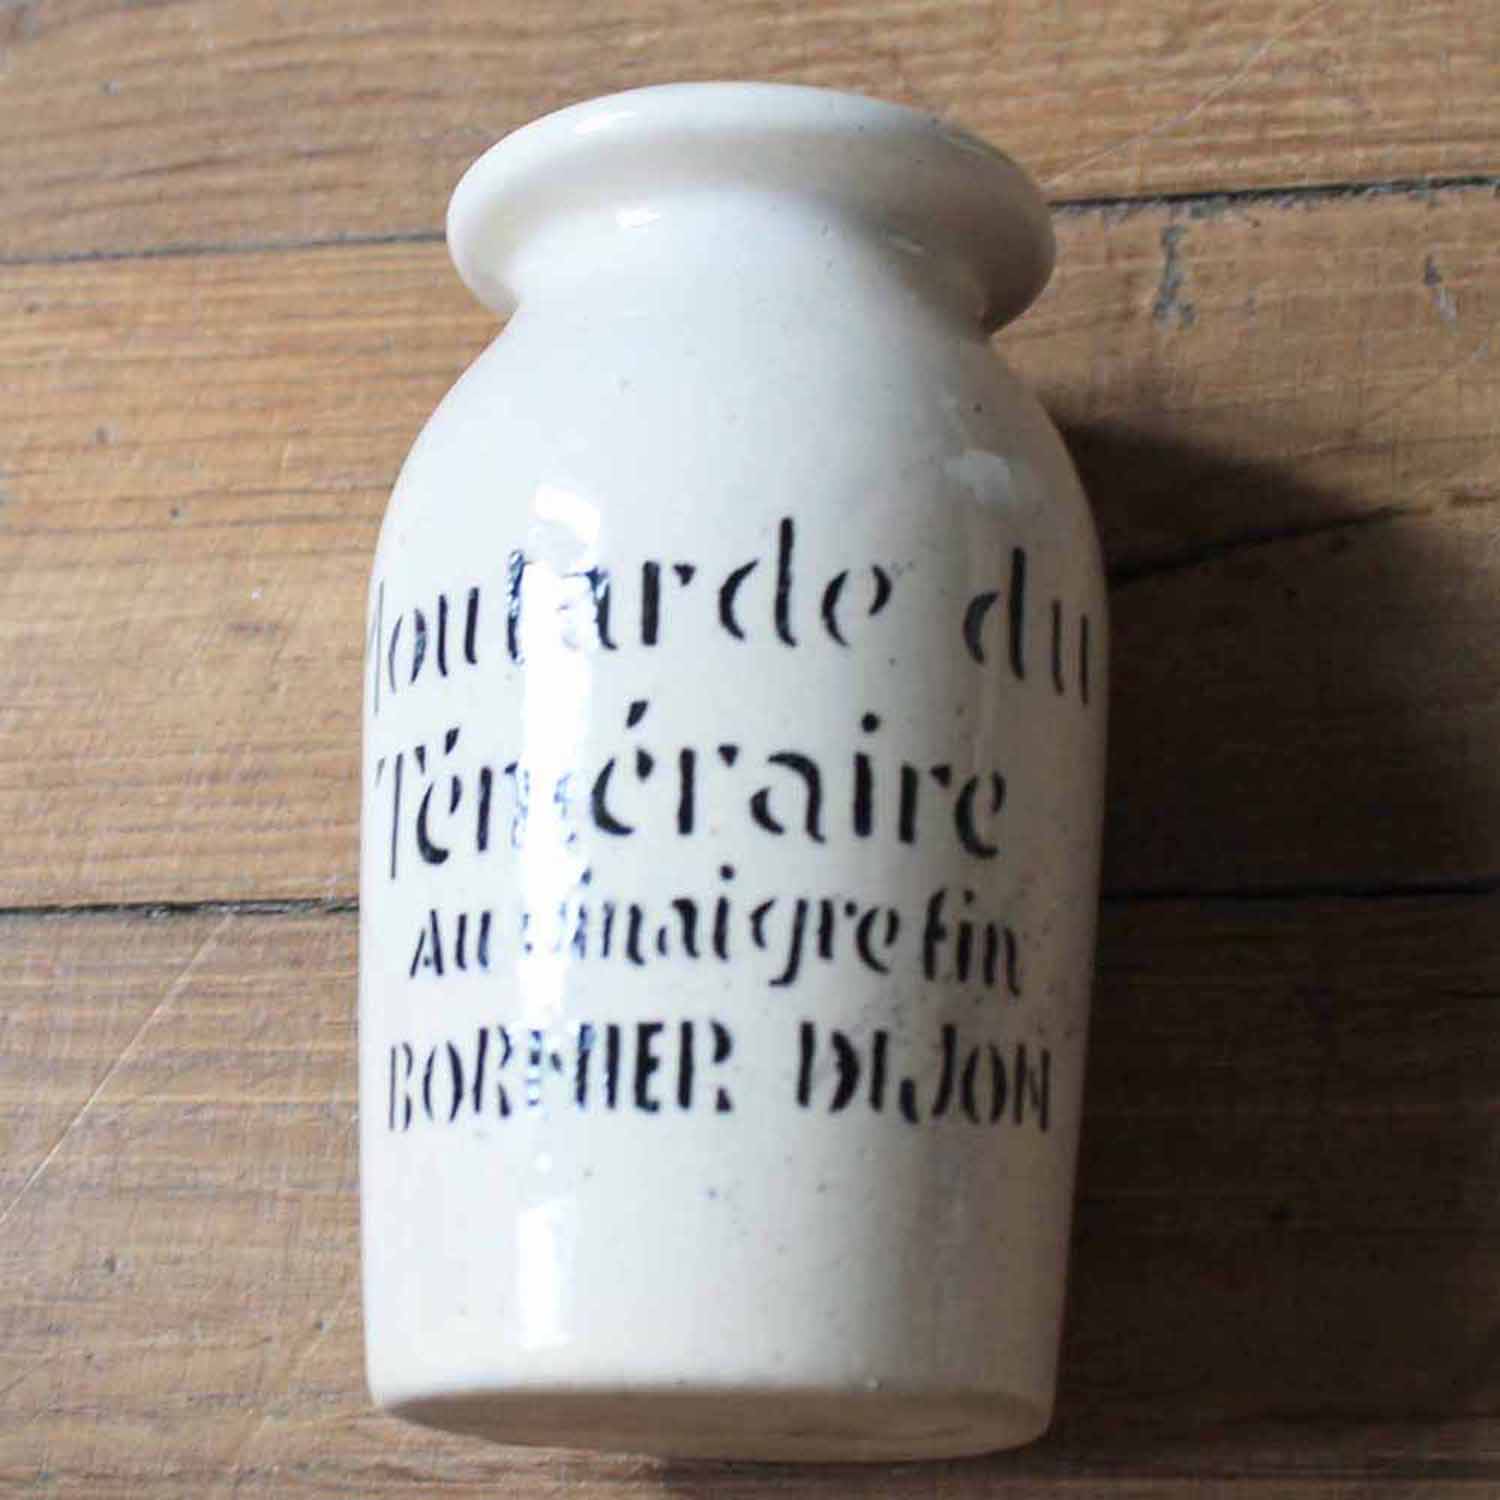 Moutarde du
Téméraire
Au vinaigre fin
BORNIER DIJON